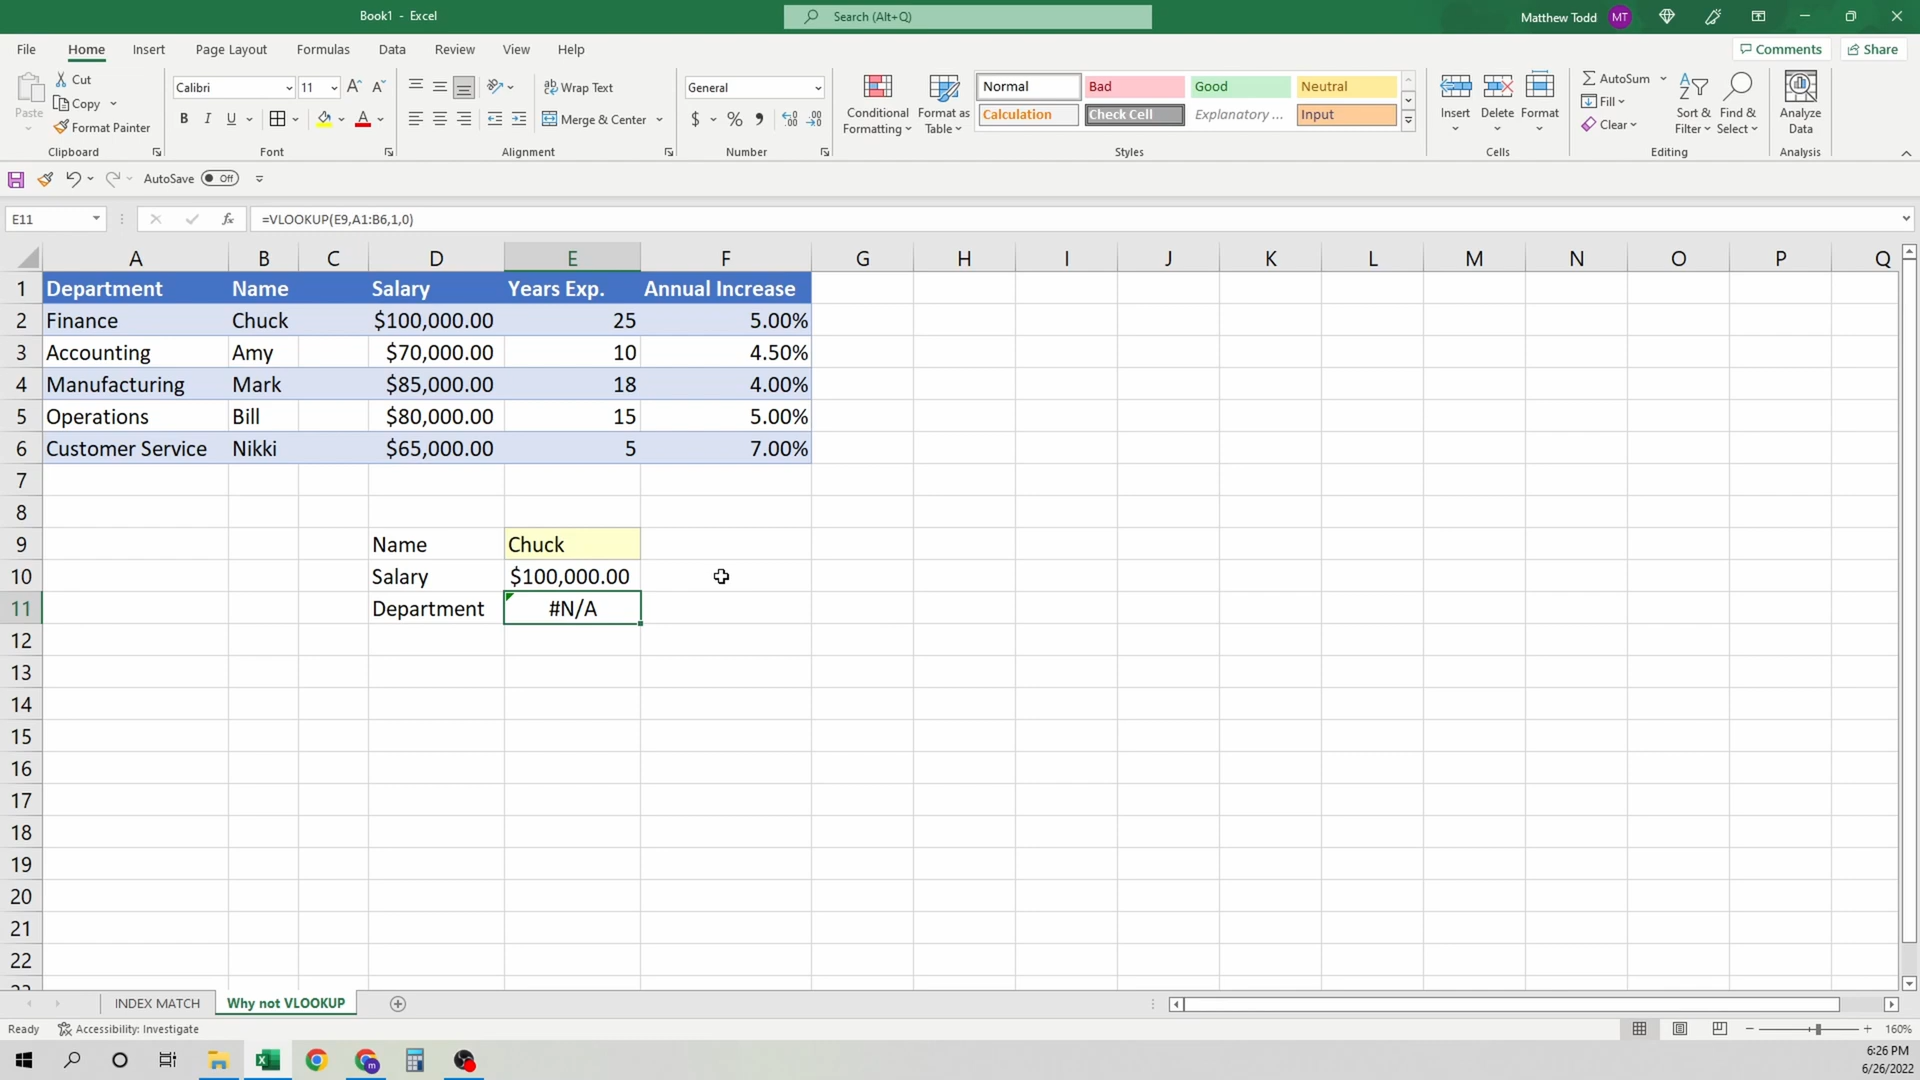 Book1 - Excel
Search (Alt+Q)
Matthew Todd
MT
File Home Insert Page Layout Formulas Data Review View Help
Comments
Share
Paste
Cut
Copy
Format Painter
Clipboard
Calibri
11
B I U
Font
Wrap Text
Merge & Center
Alignment
General
$ % 9
Number
Conditional
Formatting
Format as
Table
Normal Bad Good Neutral
Calculation Check Cell Explanatory ... Input
Styles
Insert Delete Format
Cells
AutoSum
Fill
Clear
Sort &
Filter
Find &
Select
Editing
Analyze
Data
Analysis
AutoSave Off
E11
fx
=VLOOKUP(E9,A1:B6,1,0)
A B C D E F G H I J K L M N O P Q
1 Department Name Salary Years Exp. Annual Increase
2 Finance Chuck $100,000.00 25 5.00%
3 Accounting Amy $70,000.00 10 4.50%
4 Manufacturing Mark $85,000.00 18 4.00%
5 Operations Bill $80,000.00 15 5.00%
6 Customer Service Nikki $65,000.00 5 7.00%
7
8
9 Name Chuck
10 Salary $100,000.00
11 Department #N/A
12
13
14
15
16
17
18
19
20
21
22
INDEX MATCH
Why not VLOOKUP
Ready
Accessibility: Investigate
160%
6:26 PM
6/26/2022